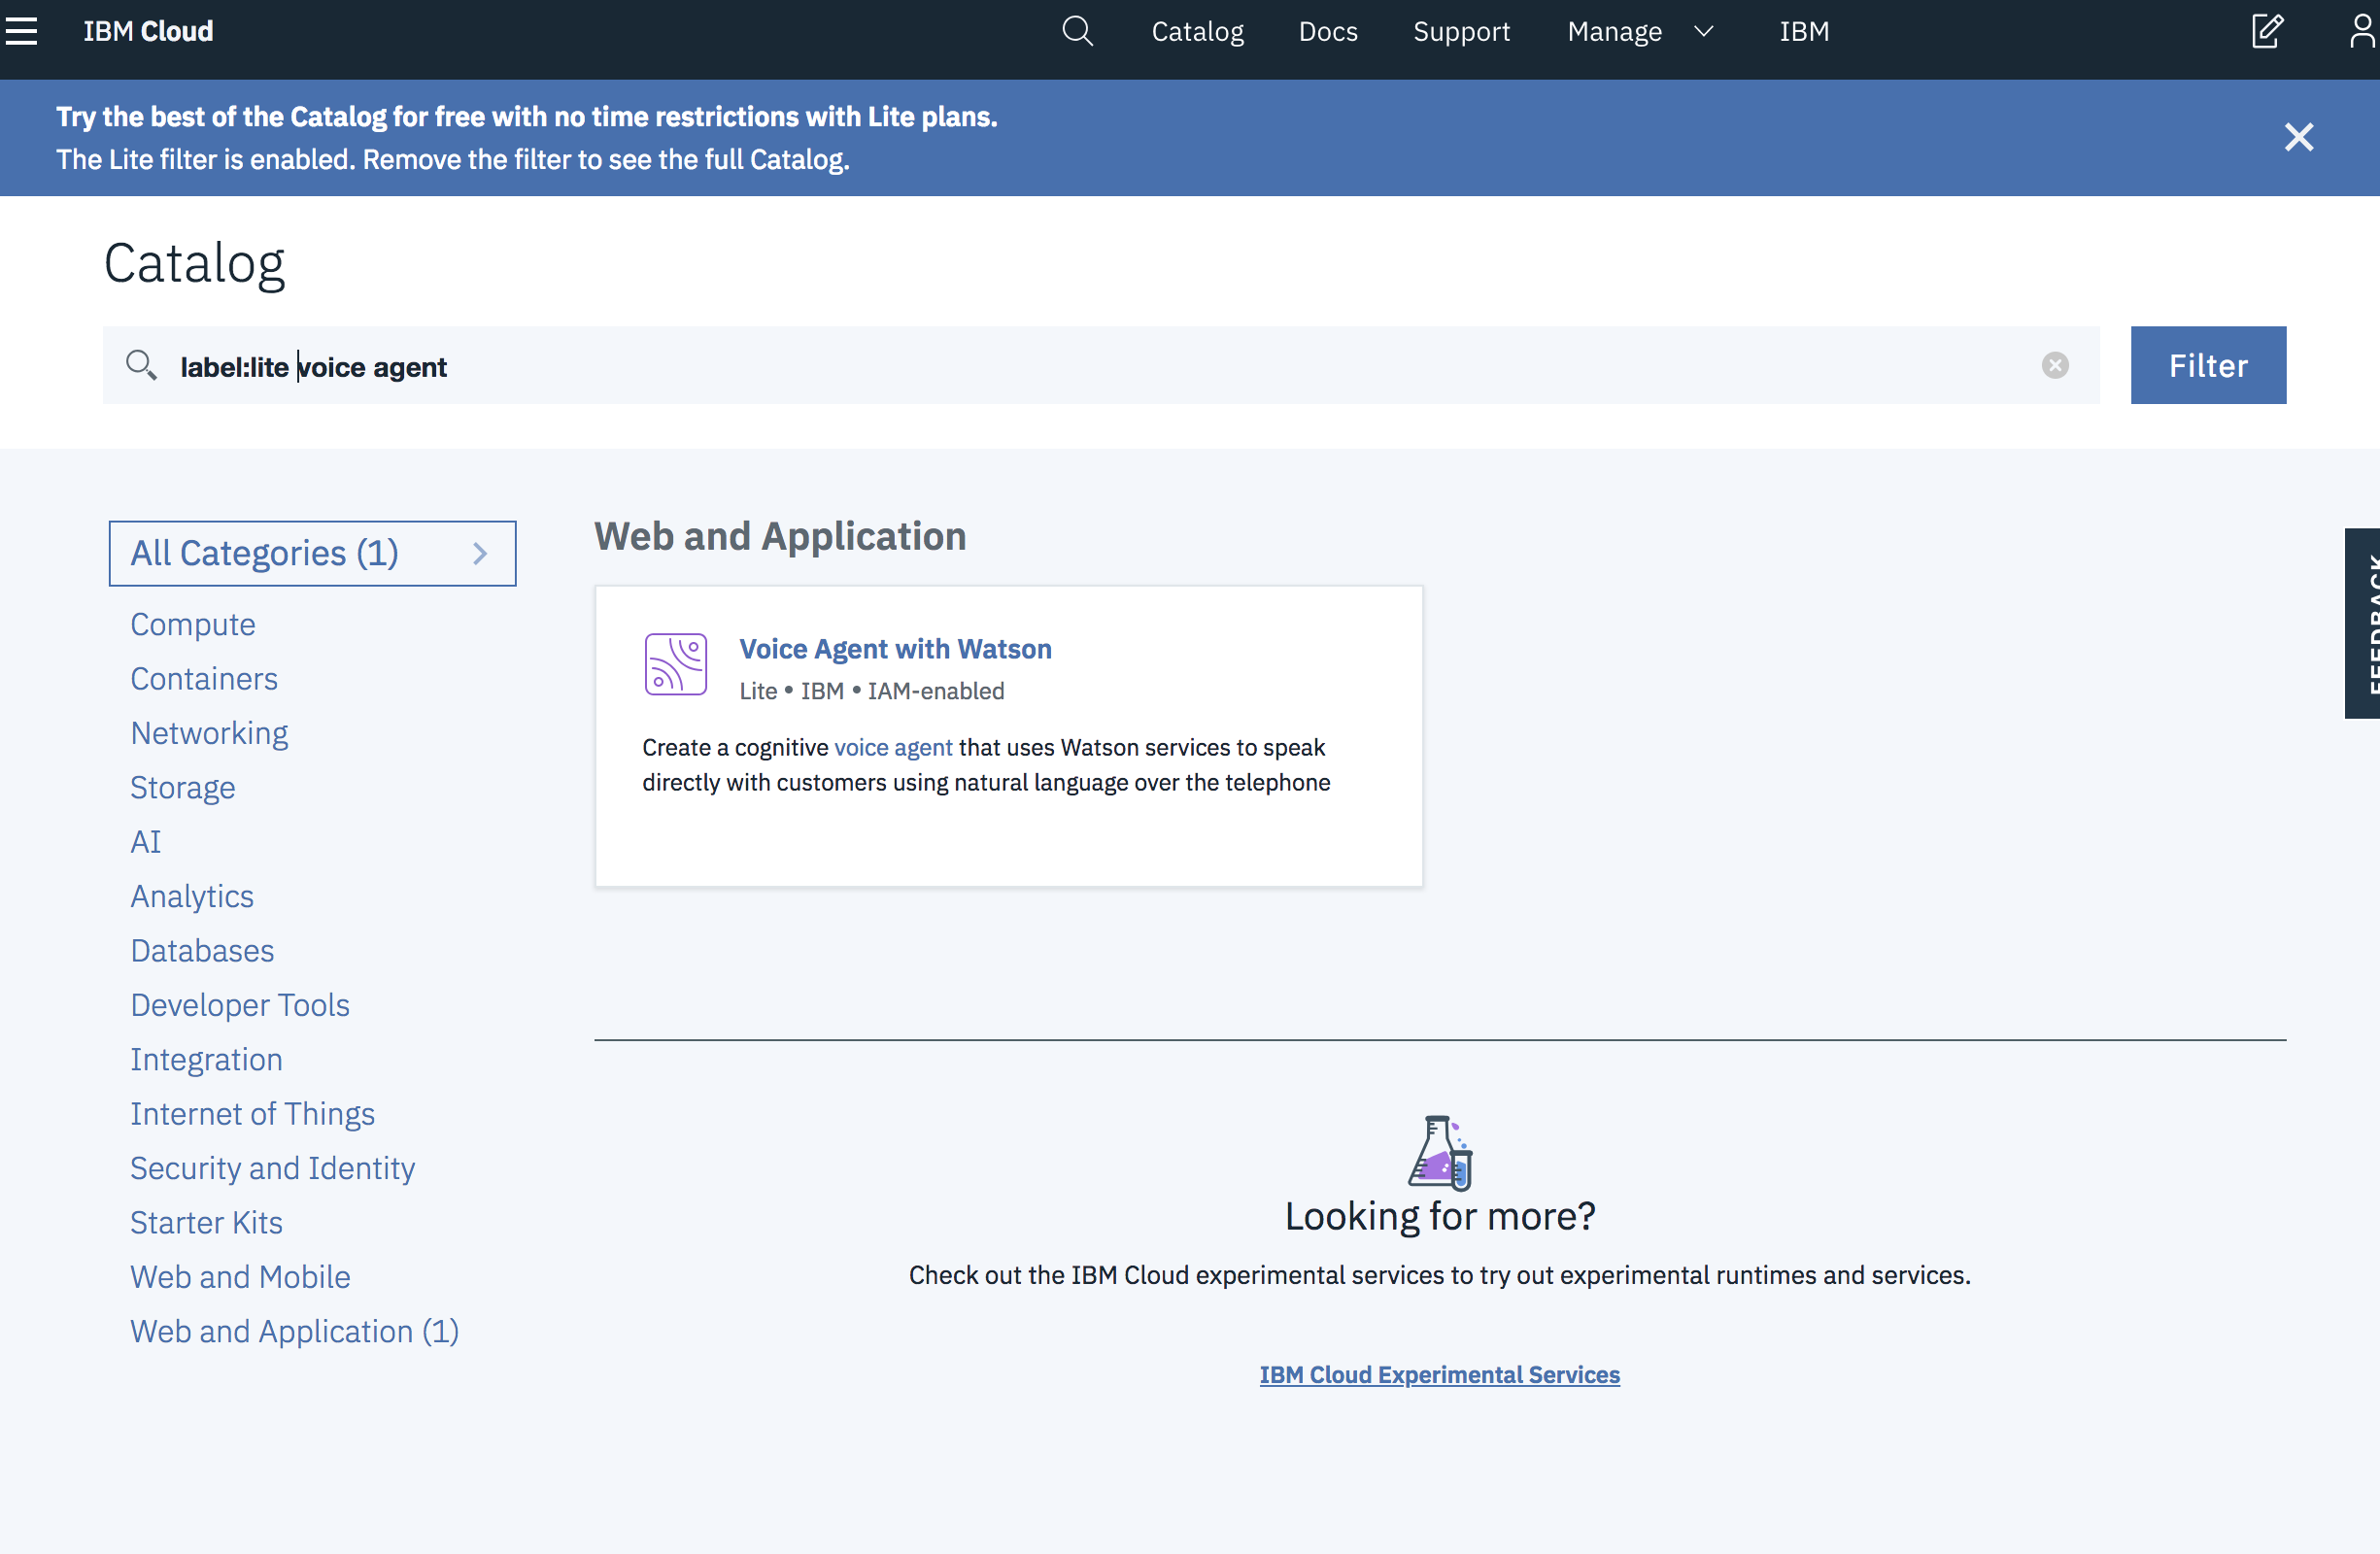 IBM Cloud
Catalog
Docs
Support
Manage
IBM
Try the best of the Catalog for free with no time restrictions with Lite plans.
The Lite filter is enabled. Remove the filter to see the full Catalog.
Catalog
label:lite voice agent
Filter
All Categories (1)
Compute
Containers
Networking
Storage
AI
Analytics
Databases
Developer Tools
Integration
Internet of Things
Security and Identity
Starter Kits
Web and Mobile
Web and Application (1)
Web and Application
Voice Agent with Watson
Lite • IBM • IAM-enabled
Create a cognitive voice agent that uses Watson services to speak
directly with customers using natural language over the telephone
FEEDBACK
Looking for more?
Check out the IBM Cloud experimental services to try out experimental runtimes and services.
IBM Cloud Experimental Services